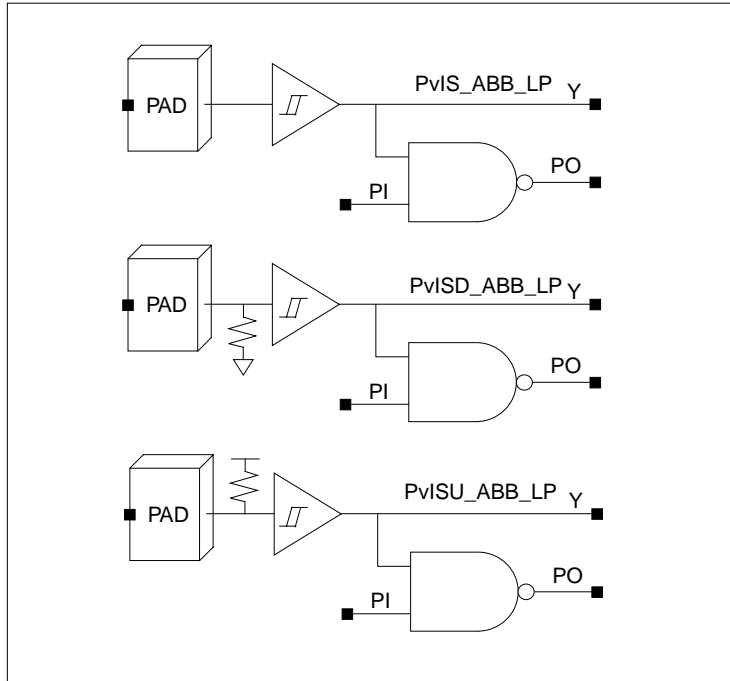 PvIS_ABB_LP Y
PAD
PO
PI
PvISD_ABB_LP Y
PAD
PO
PI
PvISU_ABB_LP Y
PAD
PO
PI